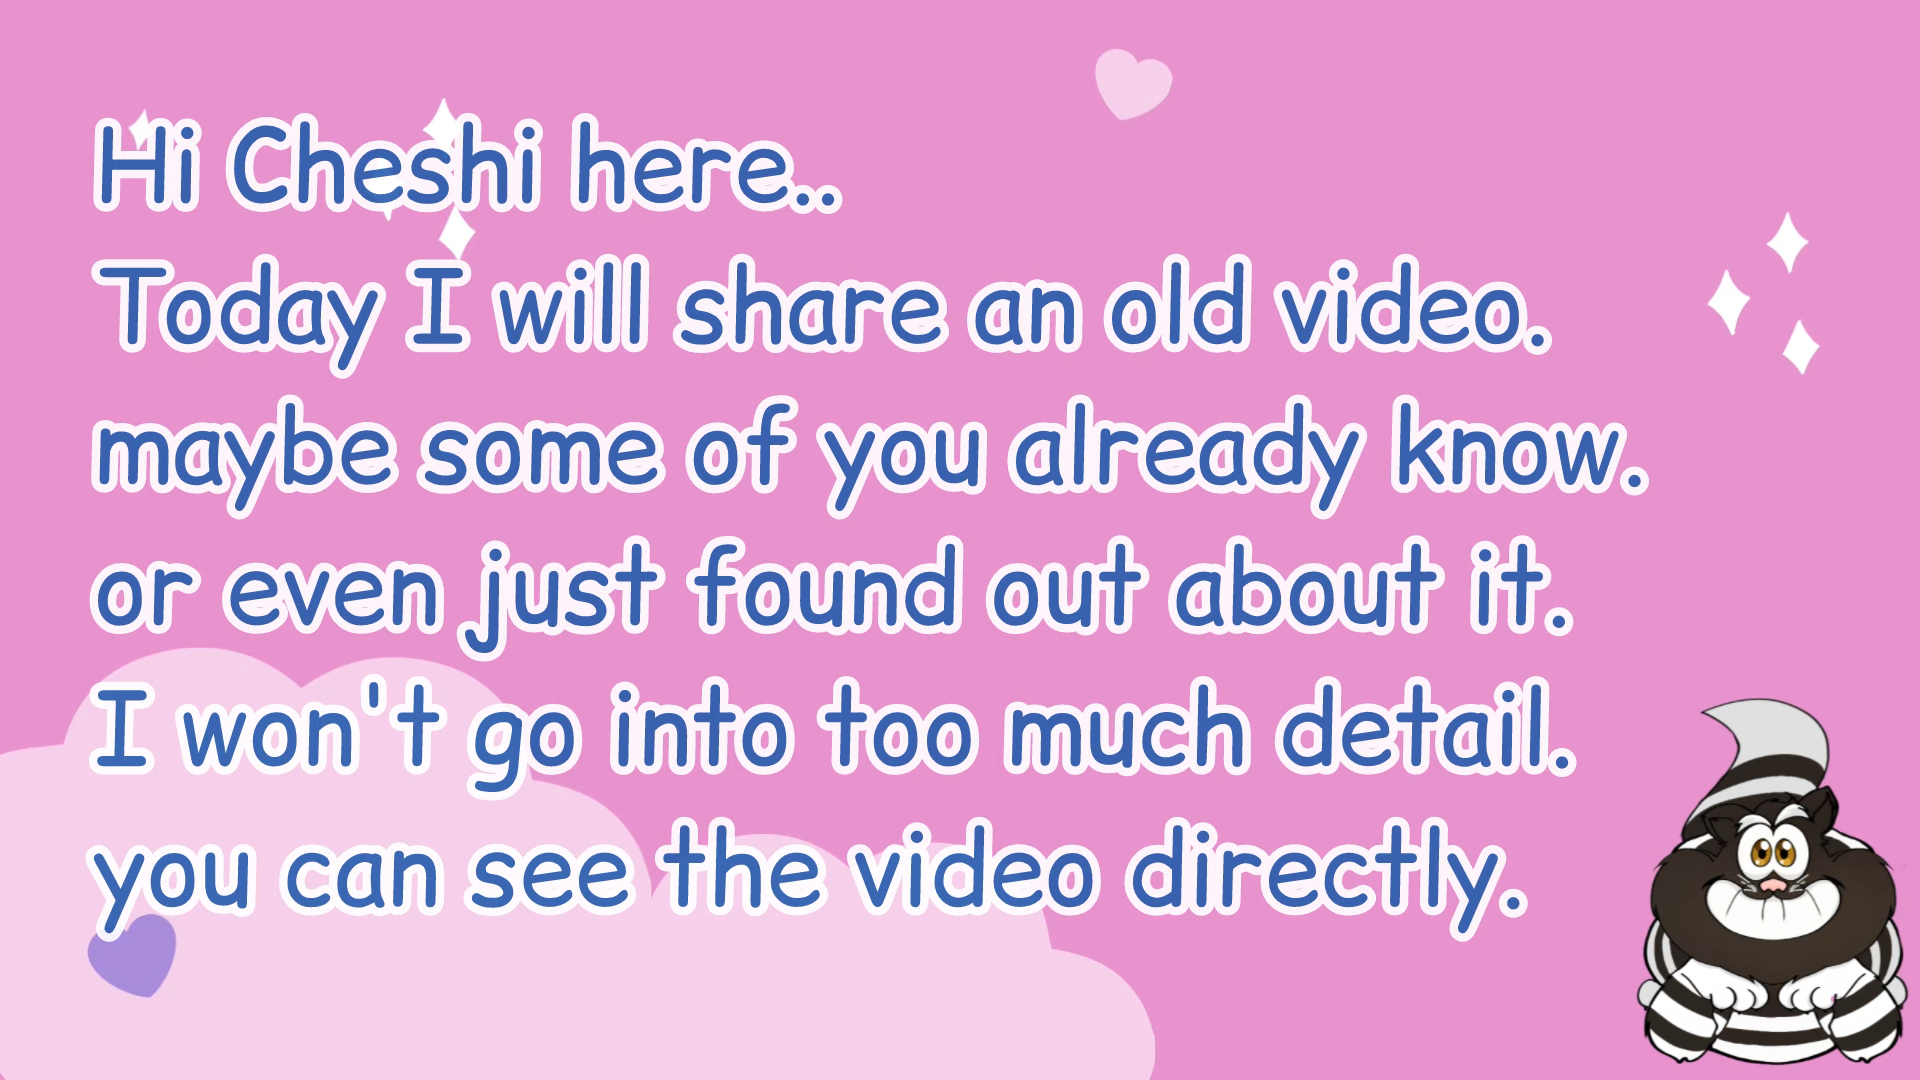 Hi Cheshi here..
Today I will share an old video.
maybe some of you already know.
or even just found out about it.
I won't go into too much detail.
you can see the video directly.